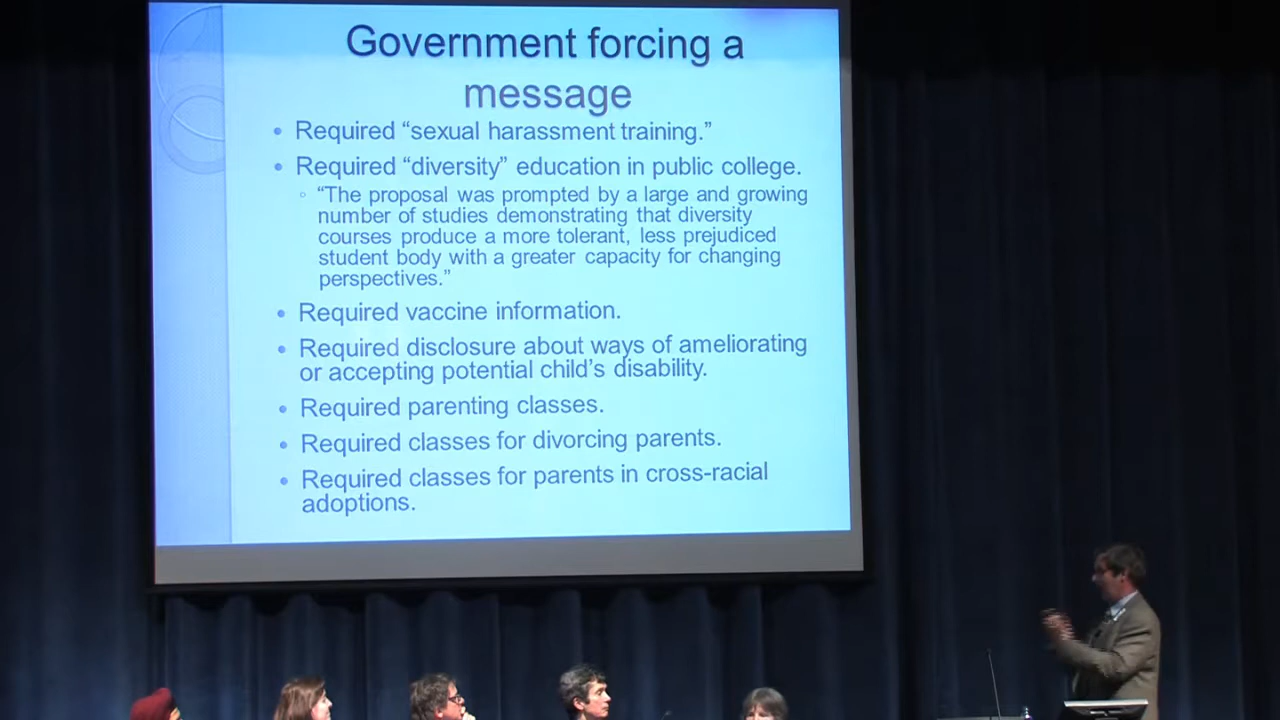 Government forcing a
message
• Required “sexual harassment training.”
• Required “diversity” education in public college.
◦ “The proposal was prompted by a large and growing
number of studies demonstrating that diversity
courses produce a more tolerant, less prejudiced
student body with a greater capacity for changing
perspectives.”
• Required vaccine information.
• Required disclosure about ways of ameliorating
or accepting potential child’s disability.
• Required parenting classes.
• Required classes for divorcing parents.
• Required classes for parents in cross-racial
adoptions.